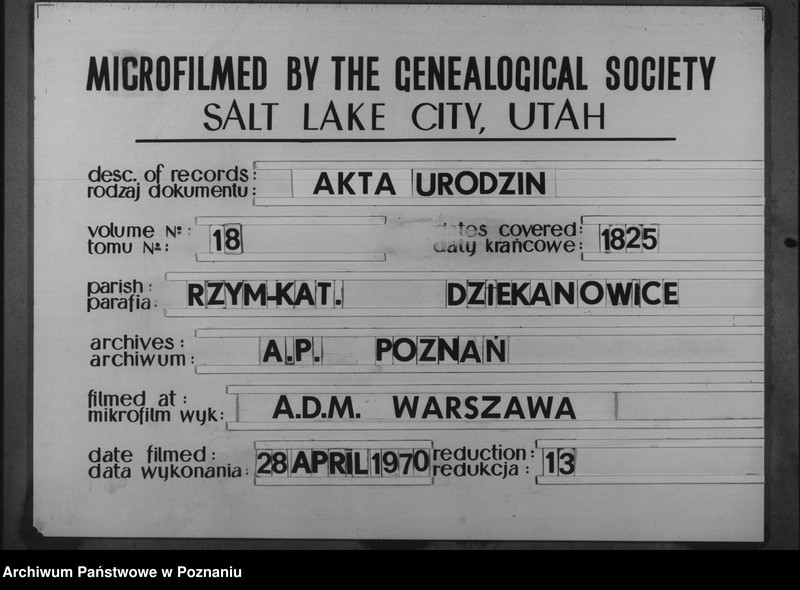 MICROFILMED BY THE GENEALOGICAL SOCIETY
SALT LAKE CITY, UTAH
desc. of records:
rodzaj dokumentu: AKTA URODZIN
volume Nº:
tomu Nº: 18
dates covered:
daty krańcowe: 1825
parish:
parafia: RZYM-KAT. DZIEKANOWICE
archives:
archiwum: A.P. POZNAŃ
filmed at:
mikrofilm wyk: A.D.M. WARSZAWA
date filmed:
data wykonania: 28 APRIL 1970
reduction:
redukcja: 13
Archiwum Państwowe w Poznaniu